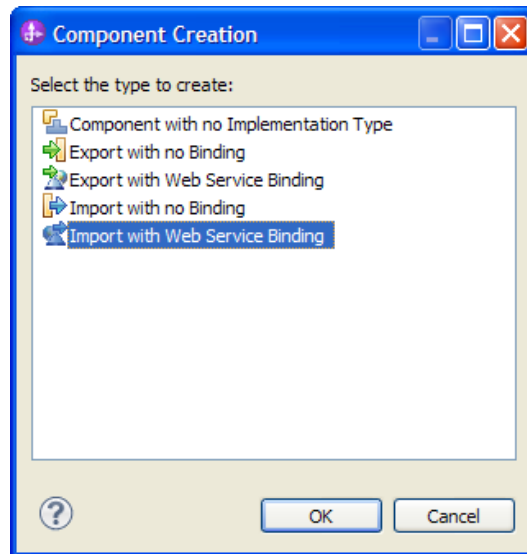 Component Creation
Select the type to create:
Component with no Implementation Type
Export with no Binding
Export with Web Service Binding
Import with no Binding
Import with Web Service Binding
?
OK Cancel